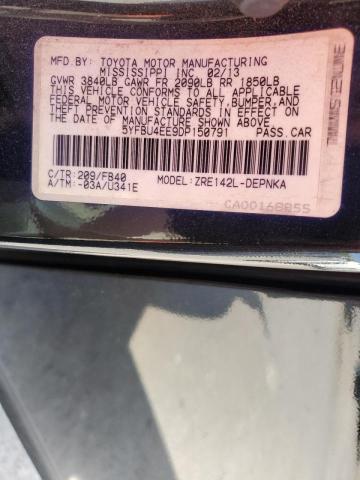 MFD.BY: TOYOTA MOTOR MANUFACTURING
MISSISSIPPI INC. 02/13
GVWR 3840LB GAWR FR 2090LB RR 1850LB
THIS VEHICLE CONFORMS TO ALL APPLICABLE
FEDERAL MOTOR VEHICLE SAFETY, BUMPER, AND
THEFT PREVENTION STANDARDS IN EFFECT ON THE
DATE OF MANUFACTURE SHOWN ABOVE.
5YFBU4EE9DP150791 PASS.CAR
C/TR: 209/FB40
A/TM: -03A/U341E
MODEL: ZRE142L-DEPNKA
CA00168855